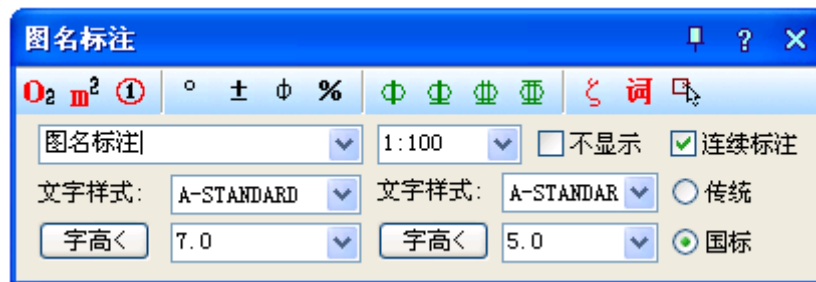 图名标注 ?
O₂ m² ① ° ± ф % ζ 词
图名标注 1:100 不显示 连续标注
文字样式: A-STANDARD 文字样式: A-STANDAR 传统
字高< 7.0 字高< 5.0 国标